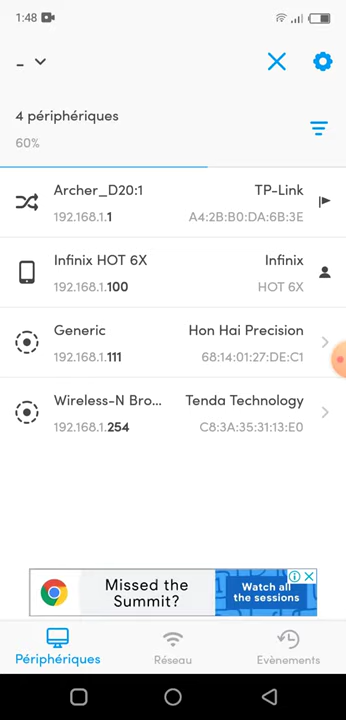 1:48
-
4 périphériques
60%
Archer_D20:1 TP-Link
192.168.1.1 A4:2B:B0:DA:6B:3E
Infinix HOT 6X Infinix
192.168.1.100 HOT 6X
Generic Hon Hai Precision
192.168.1.111 68:14:01:27:DE:C1
Wireless-N Bro... Tenda Technology
192.168.1.254 C8:3A:35:31:13:E0
Missed the Summit?
Watch all the sessions
Périphériques Réseau Evènements